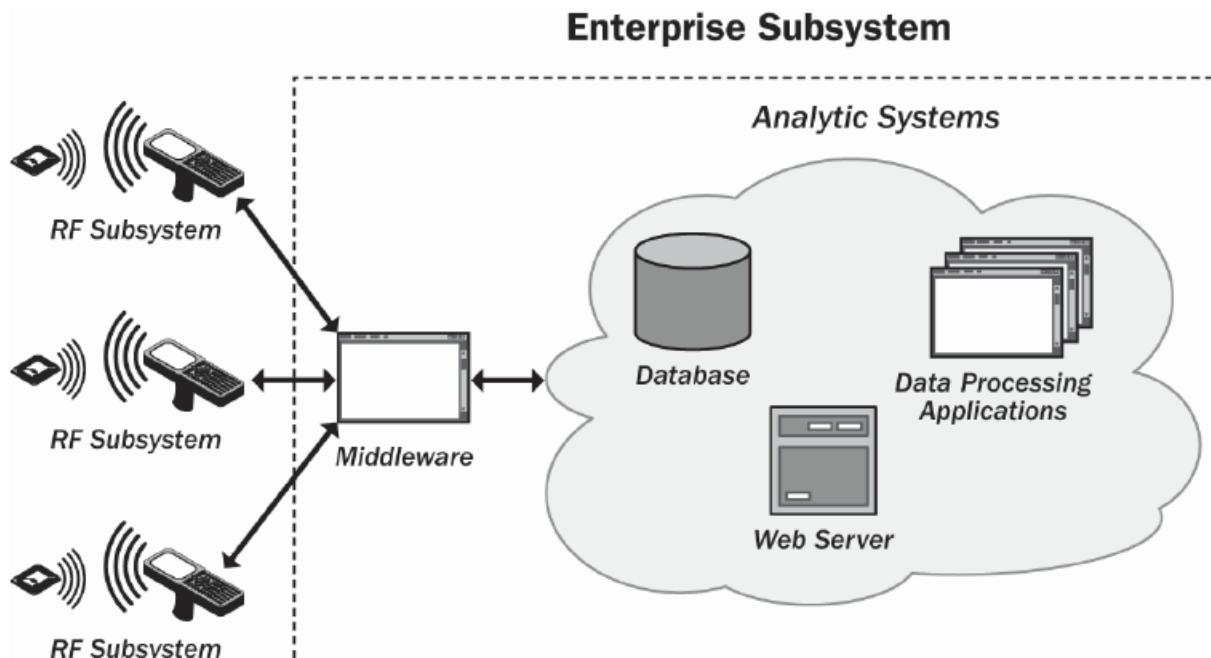 Enterprise Subsystem
Analytic Systems
RF Subsystem
RF Subsystem
RF Subsystem
Middleware
Database
Data Processing
Applications
Web Server